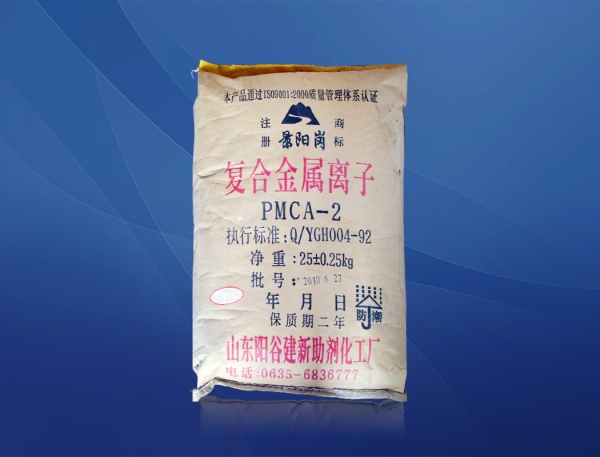 本产品通过ISO9001:2000质量管理体系认证
注册 商标
景阳岗
复合金属离子
PMCA-2
执行标准:Q/YGH004-92
净重:25±0.25kg
批号:2010 6 27
年 月 日
保质期二年
防潮
山东阳谷建新助剂化工厂
电话:0635-6836777